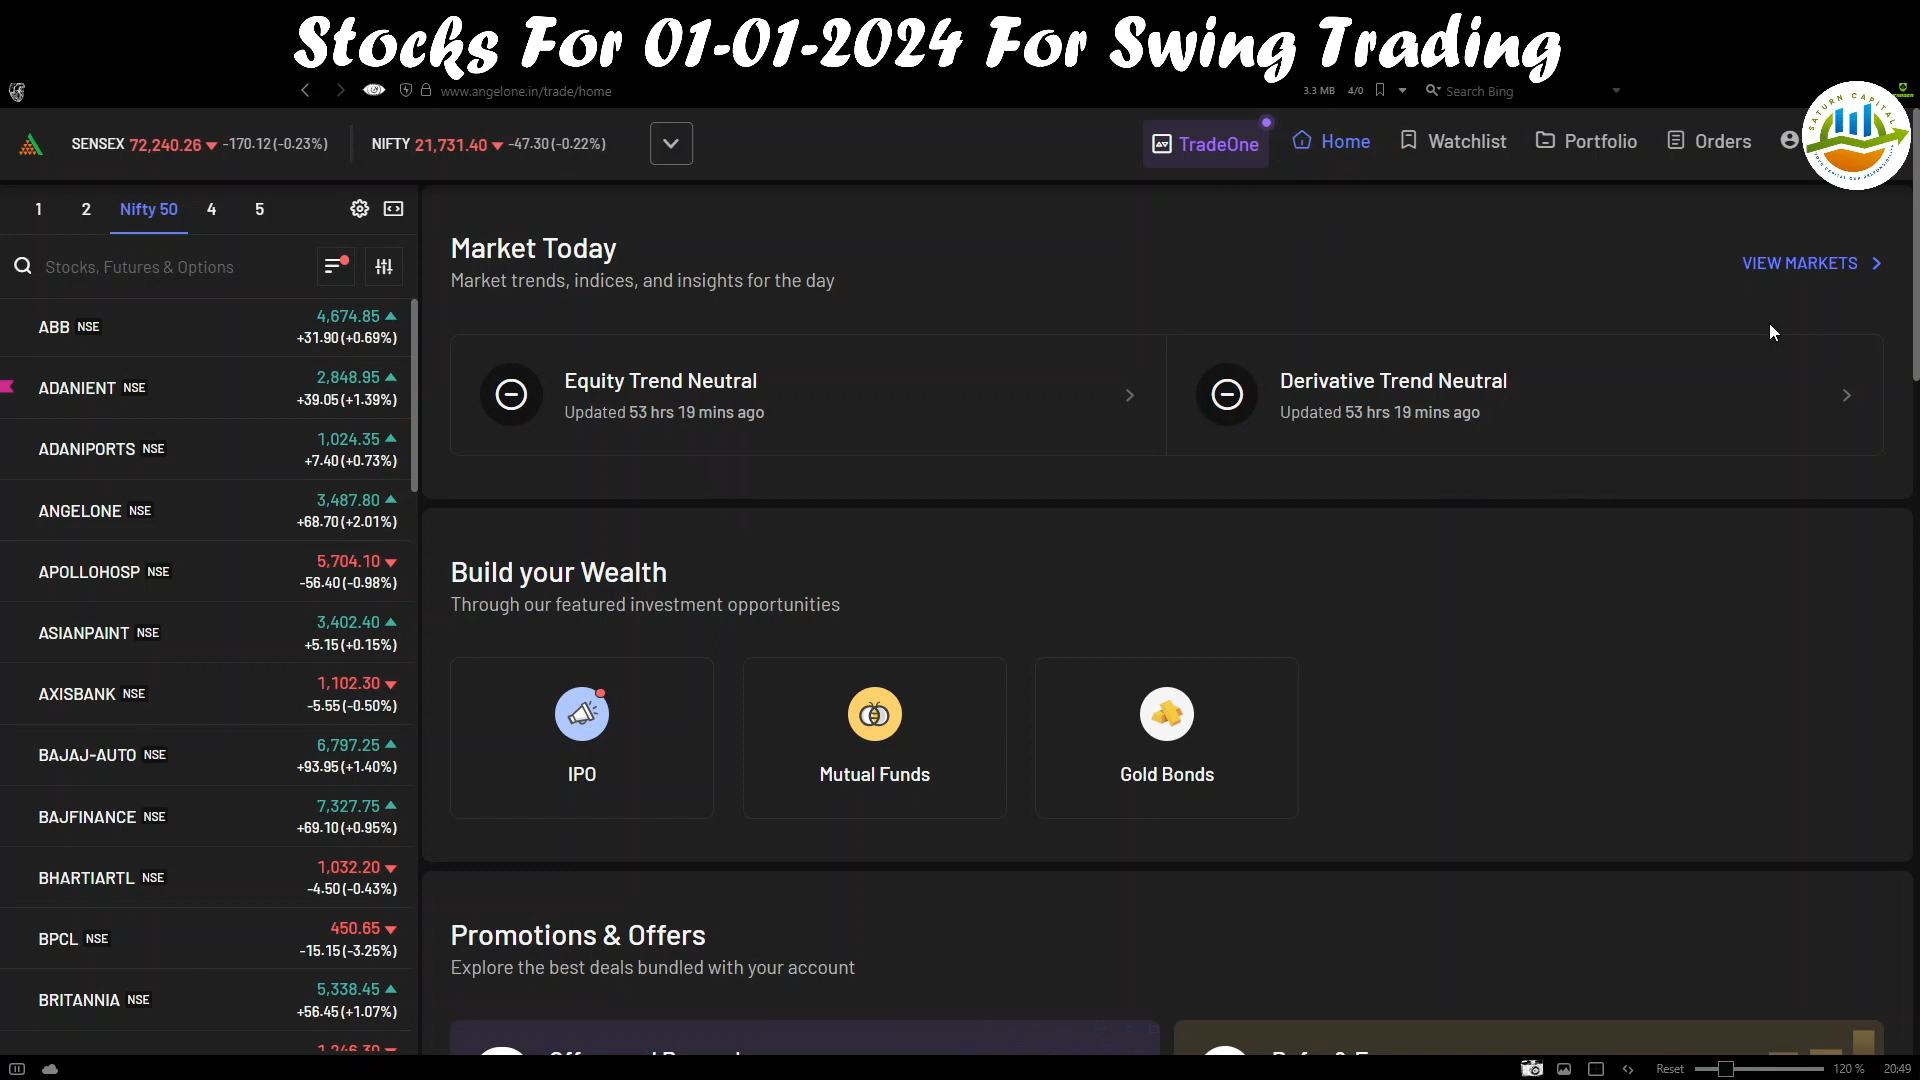 Stocks For 01-01-2024 For Swing Trading
www.angelone.in/trade/home
3.3 MB 4/0 Search Bing
SATURN CAPITAL
YOUR CAPITAL OUR RESPONSIBILITY
SENSEX 72,240.26 -170.12 (-0.23%) NIFTY 21,731.40 -47.30 (-0.22%)
TradeOne Home Watchlist Portfolio Orders
1 2 Nifty 50 4 5
Stocks, Futures & Options
ABB NSE 4,674.85 +31.90 (+0.69%)
ADANIENT NSE 2,848.95 +39.05 (+1.39%)
ADANIPORTS NSE 1,024.35 +7.40 (+0.73%)
ANGELONE NSE 3,487.80 +68.70 (+2.01%)
APOLLOHOSP NSE 5,704.10 -56.40 (-0.98%)
ASIANPAINT NSE 3,402.40 +5.15 (+0.15%)
AXISBANK NSE 1,102.30 -5.55 (-0.50%)
BAJAJ-AUTO NSE 6,797.25 +93.95 (+1.40%)
BAJFINANCE NSE 7,327.75 +69.10 (+0.95%)
BHARTIARTL NSE 1,032.20 -4.50 (-0.43%)
BPCL NSE 450.65 -15.15 (-3.25%)
BRITANNIA NSE 5,338.45 +56.45 (+1.07%)
Market Today
Market trends, indices, and insights for the day
VIEW MARKETS
Equity Trend Neutral
Updated 53 hrs 19 mins ago
Derivative Trend Neutral
Updated 53 hrs 19 mins ago
Build your Wealth
Through our featured investment opportunities
IPO
Mutual Funds
Gold Bonds
Promotions & Offers
Explore the best deals bundled with your account
Reset 120 % 20:49